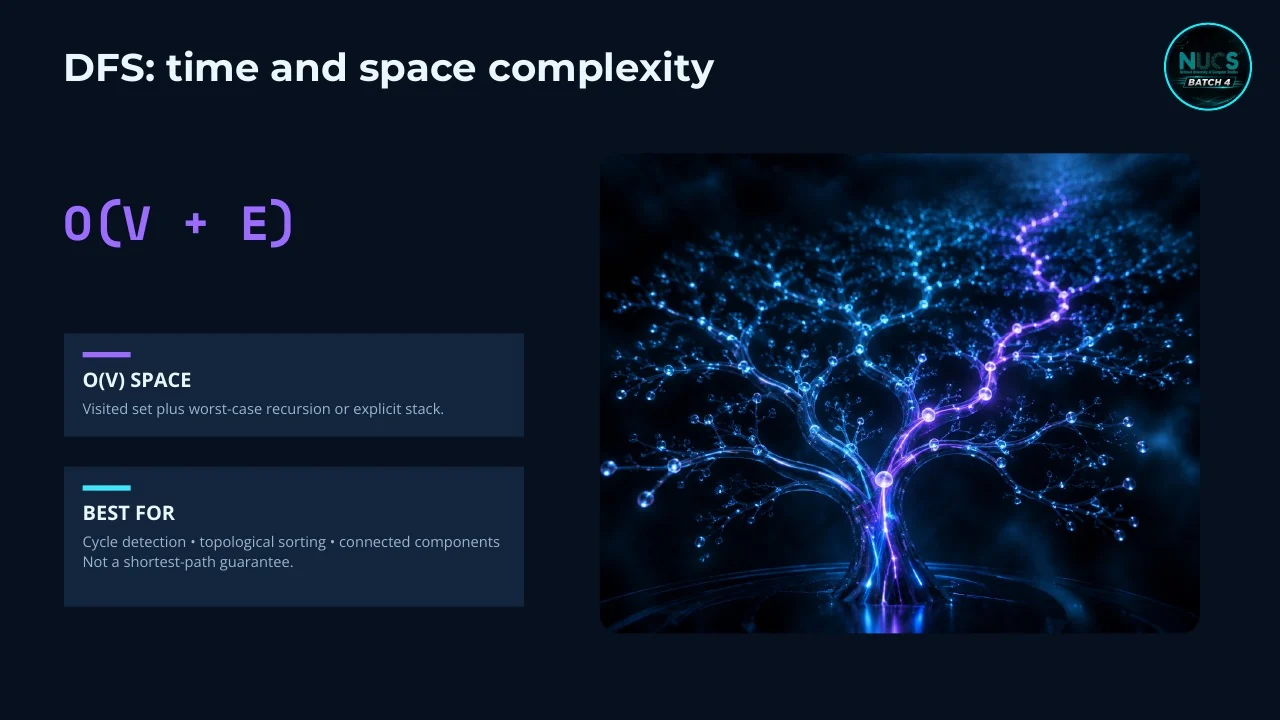 DFS: time and space complexity
NUCS
BATCH 4
O(V + E)
O(V) SPACE
Visited set plus worst-case recursion or explicit stack.
BEST FOR
Cycle detection • topological sorting • connected components
Not a shortest-path guarantee.